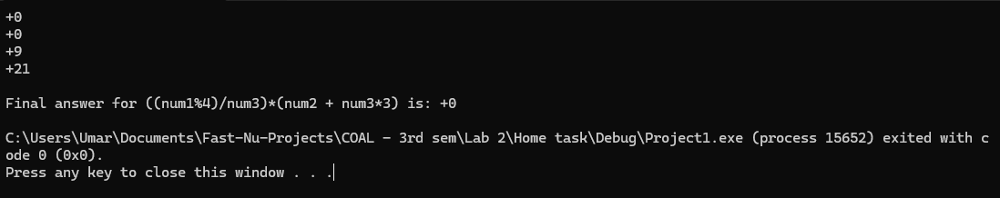 +0
+0
+9
+21
Final answer for ((num1%4)/num3)*(num2 + num3*3) is: +0
C:\Users\Umar\Documents\Fast-Nu-Projects\COAL - 3rd sem\Lab 2\Home task\Debug\Project1.exe (process 15652) exited with c
ode 0 (0x0).
Press any key to close this window . . .